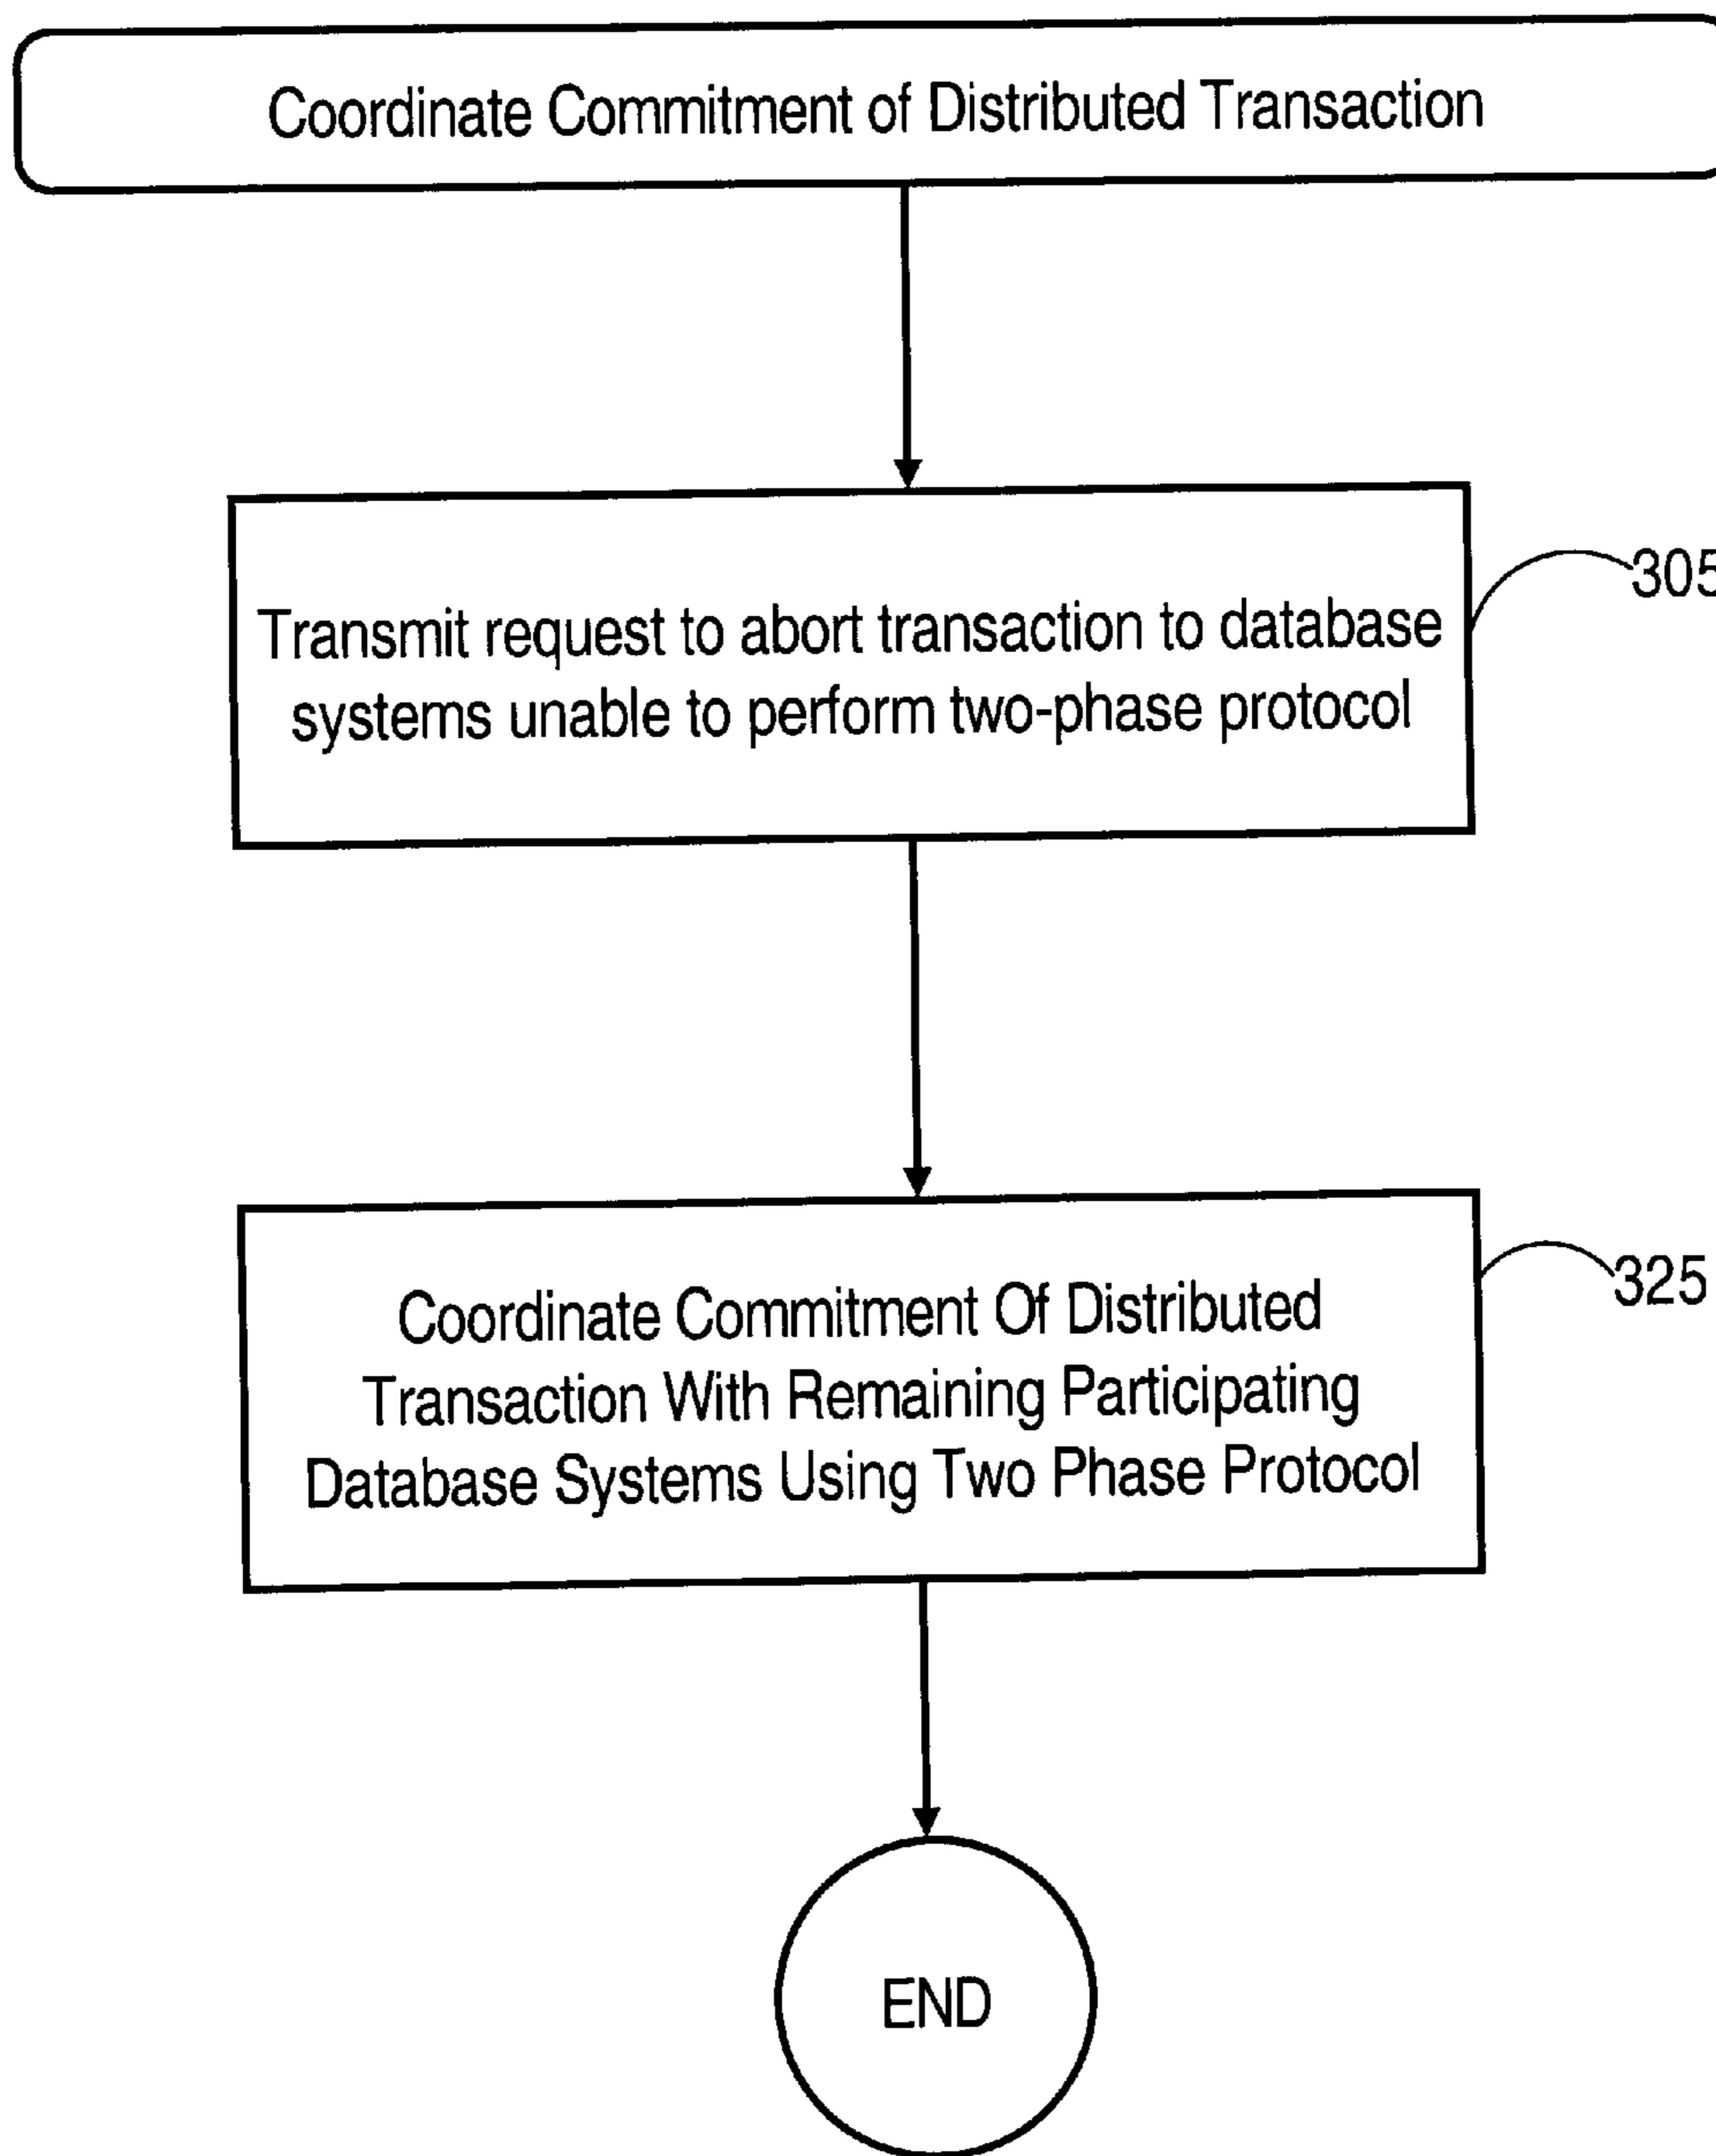 Coordinate Commitment of Distributed Transaction
Transmit request to abort transaction to database
systems unable to perform two-phase protocol
305
Coordinate Commitment Of Distributed
Transaction With Remaining Participating
Database Systems Using Two Phase Protocol
325
END